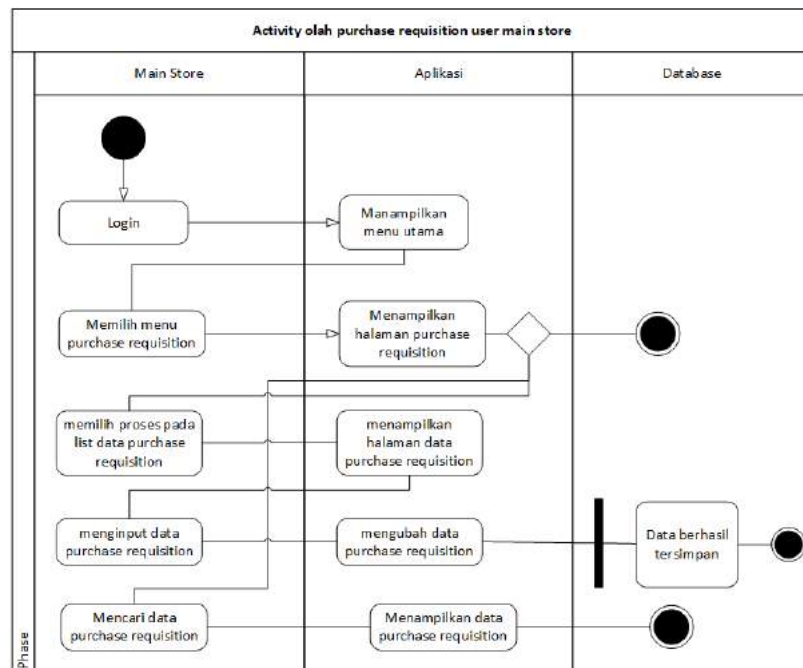 Activity olah purchase requisition user main store
Main Store
Aplikasi
Database
Login
Manampilkan
menu utama
Memilih menu
purchase requisition
Menampilkan
halaman purchase
requisition
memilih proses pada
list data purchase
requisition
menampilkan
halaman data
purchase requisition
menginput data
purchase requisition
mengubah data
purchase requisition
Data berhasil
tersimpan
Mencari data
purchase requisition
Menampilkan data
purchase requisition
Phase